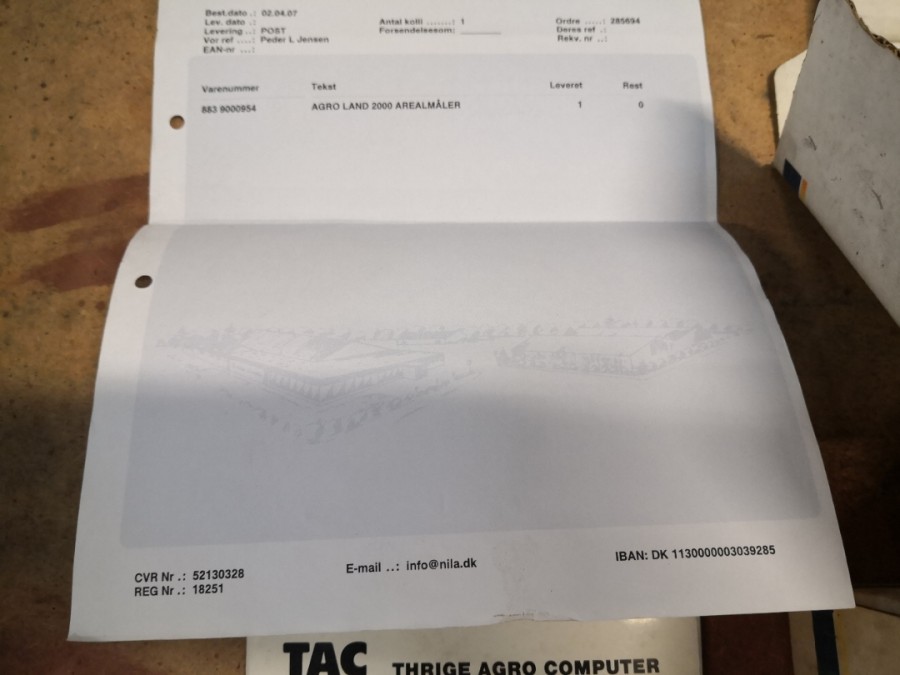 Best.dato .: 02.04.07
Lev. dato .:
Levering ..: POST
Vor ref ....: Peder L Jensen
EAN-nr ...:
Antal kolli .......: 1
Forsendelsesom: ________
Ordre .....: 285694
Deres ref .:
Rekv. nr ..:
Varenummer Tekst Leveret Rest
883 9000954 AGRO LAND 2000 AREALMÅLER 1 0
CVR Nr .: 52130328
REG Nr .: 18251
E-mail ..: info@nila.dk
IBAN: DK 1130000003039285
TAC THRIGE AGRO COMPUTER